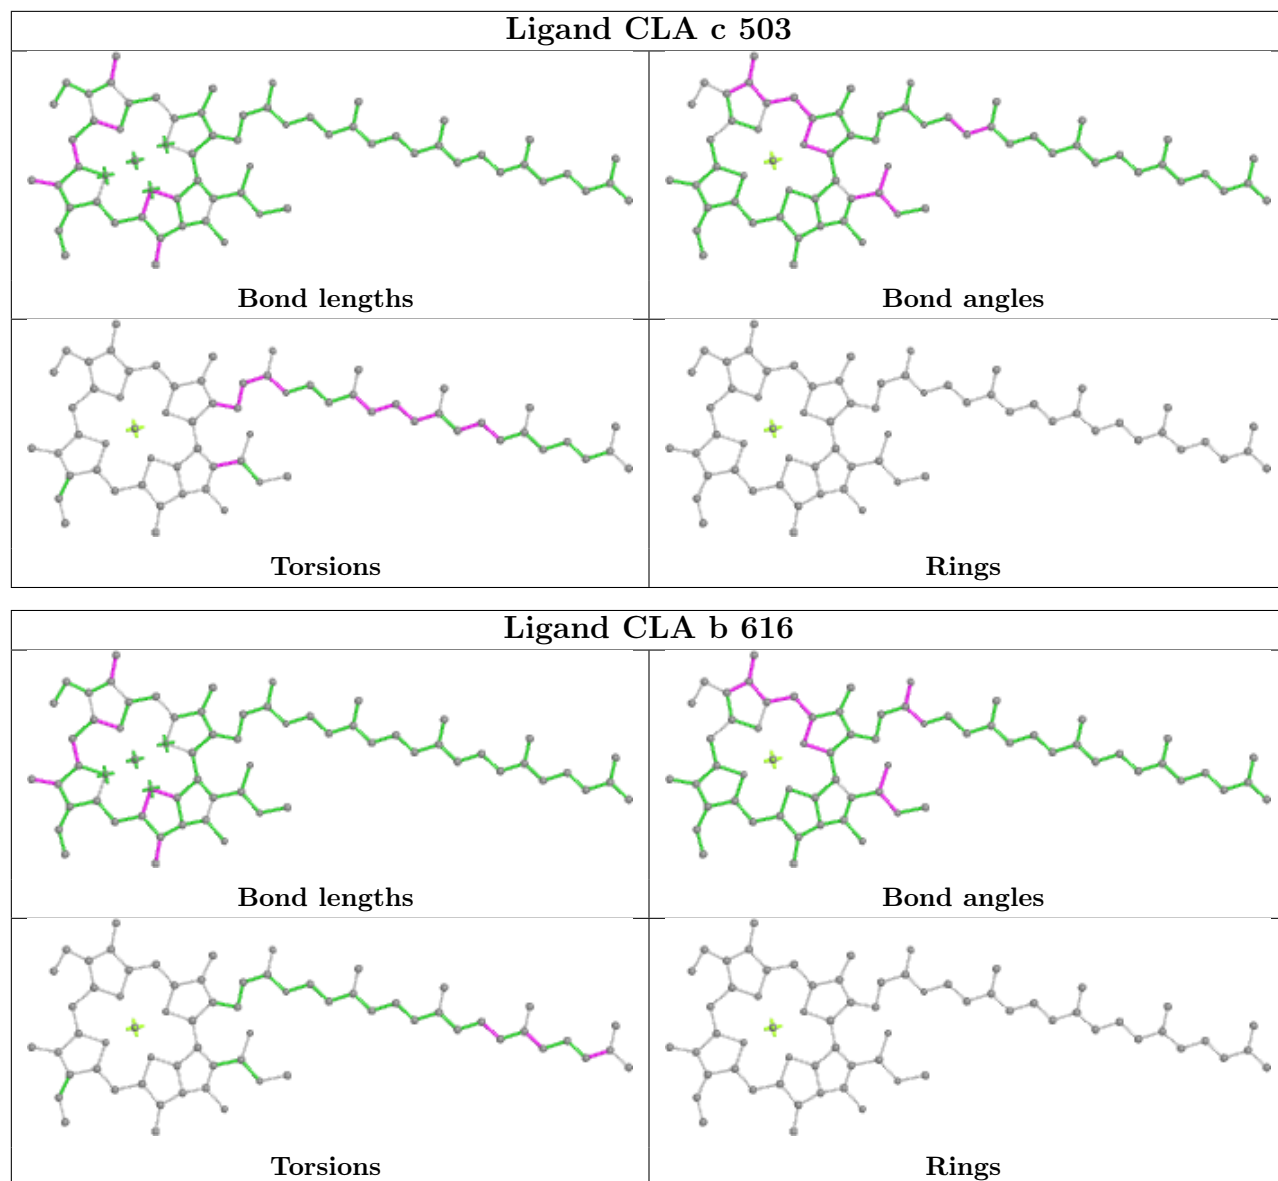 Ligand CLA c 503
Bond lengths
Bond angles
Torsions
Rings
Ligand CLA b 616
Bond lengths
Bond angles
Torsions
Rings